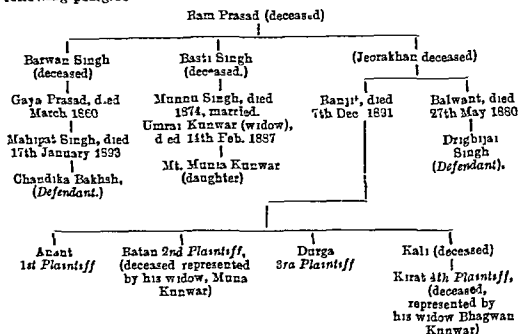 Ram Prasad (deceased)
Barwan Singh
(deceased)
Basti Singh
(deceased.)
(Jeorakhan deceased)
Gaya Prasad, died
March 1860
Munnu Singh, died
1874, married.
Umrai Kunwar (widow),
died 14th Feb. 1887
Ranjit, died
7th Dec 1891
Balwant, died
27th May 1880
Mahipat Singh, died
17th January 1893
Mt. Munia Kunwar
(daughter)
Drigbijai
Singh
(Defendant).
Chandika Bakhsh,
(Defendant.)
Anant
1st Plaintiff
Ratan 2nd Plaintiff,
(deceased represented
by his widow, Muna
Kunwar)
Durga
3ra Plaintiff
Kali (deceased)
Kirat 4th Plaintiff,
(deceased,
represented by
his widow Bhagwan
Kunwar)